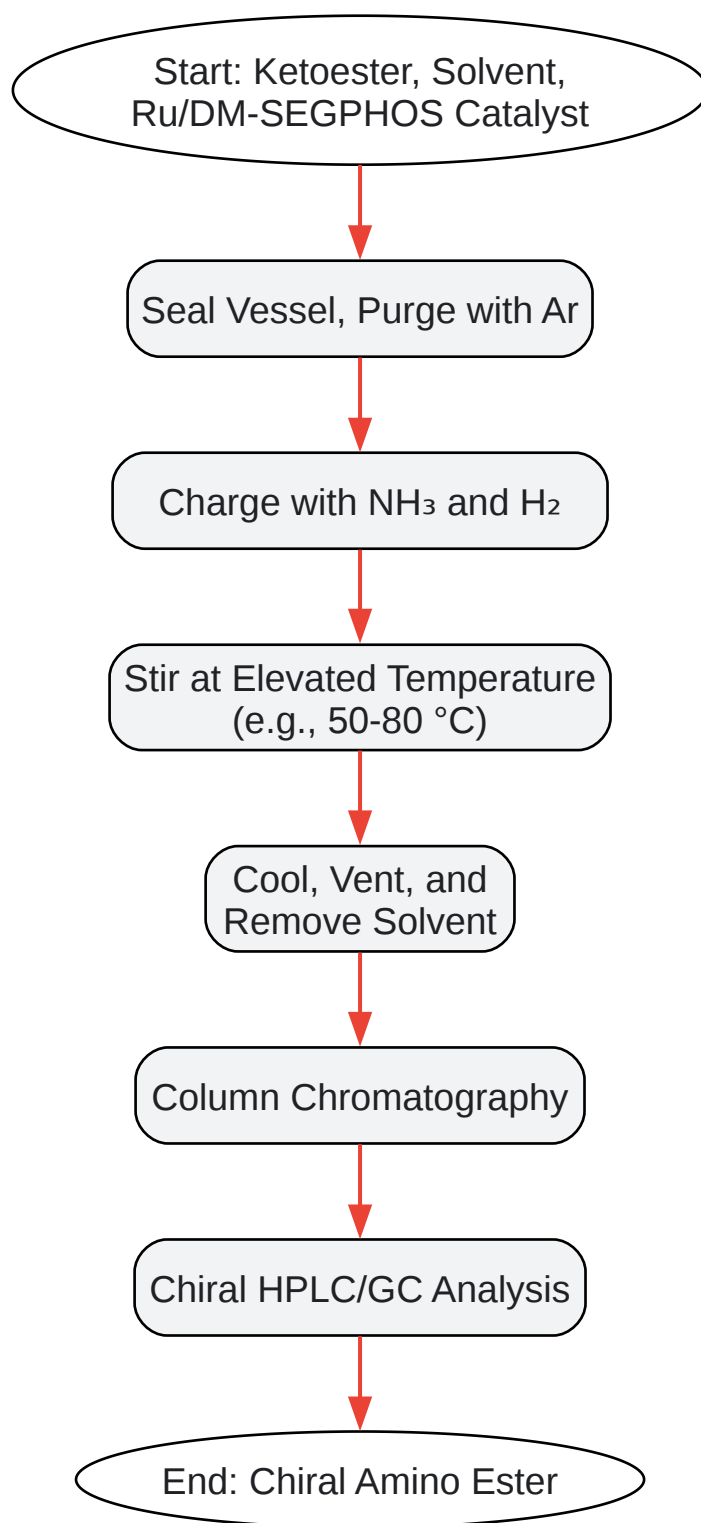 Start: Ketoester, Solvent,
Ru/DM-SEGPHOS Catalyst
Seal Vessel, Purge with Ar
Charge with NH₃ and H₂
Stir at Elevated Temperature
(e.g., 50-80 °C)
Cool, Vent, and
Remove Solvent
Column Chromatography
Chiral HPLC/GC Analysis
End: Chiral Amino Ester